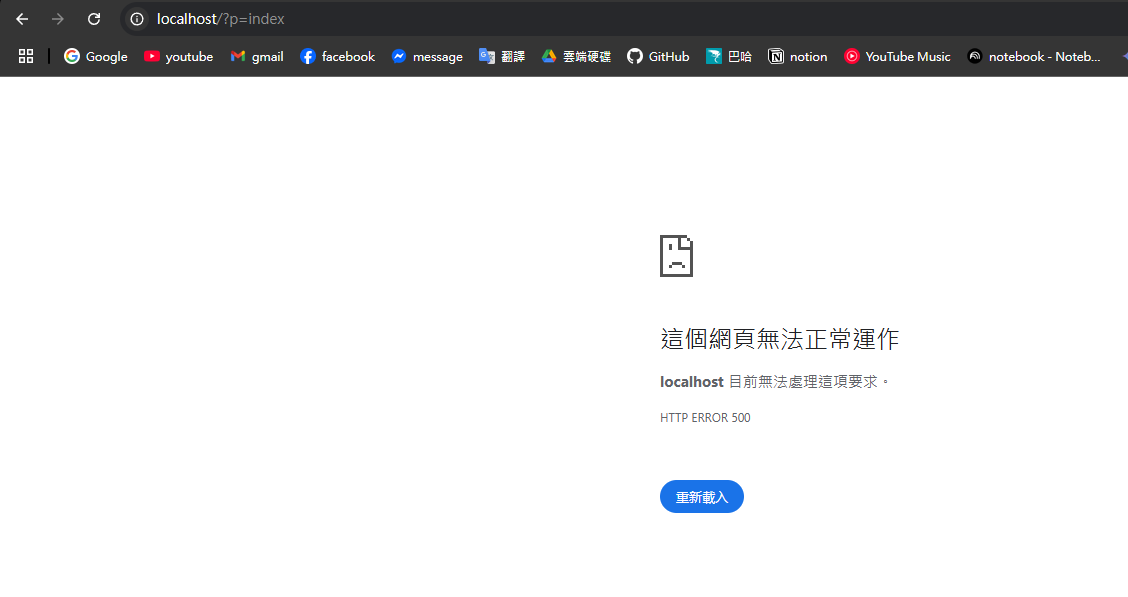 localhost/?p=index
Google youtube gmail facebook message 翻譯 雲端硬碟 GitHub 巴哈 notion YouTube Music notebook - Noteb...
這個網頁無法正常運作
localhost 目前無法處理這項要求。
HTTP ERROR 500
重新載入